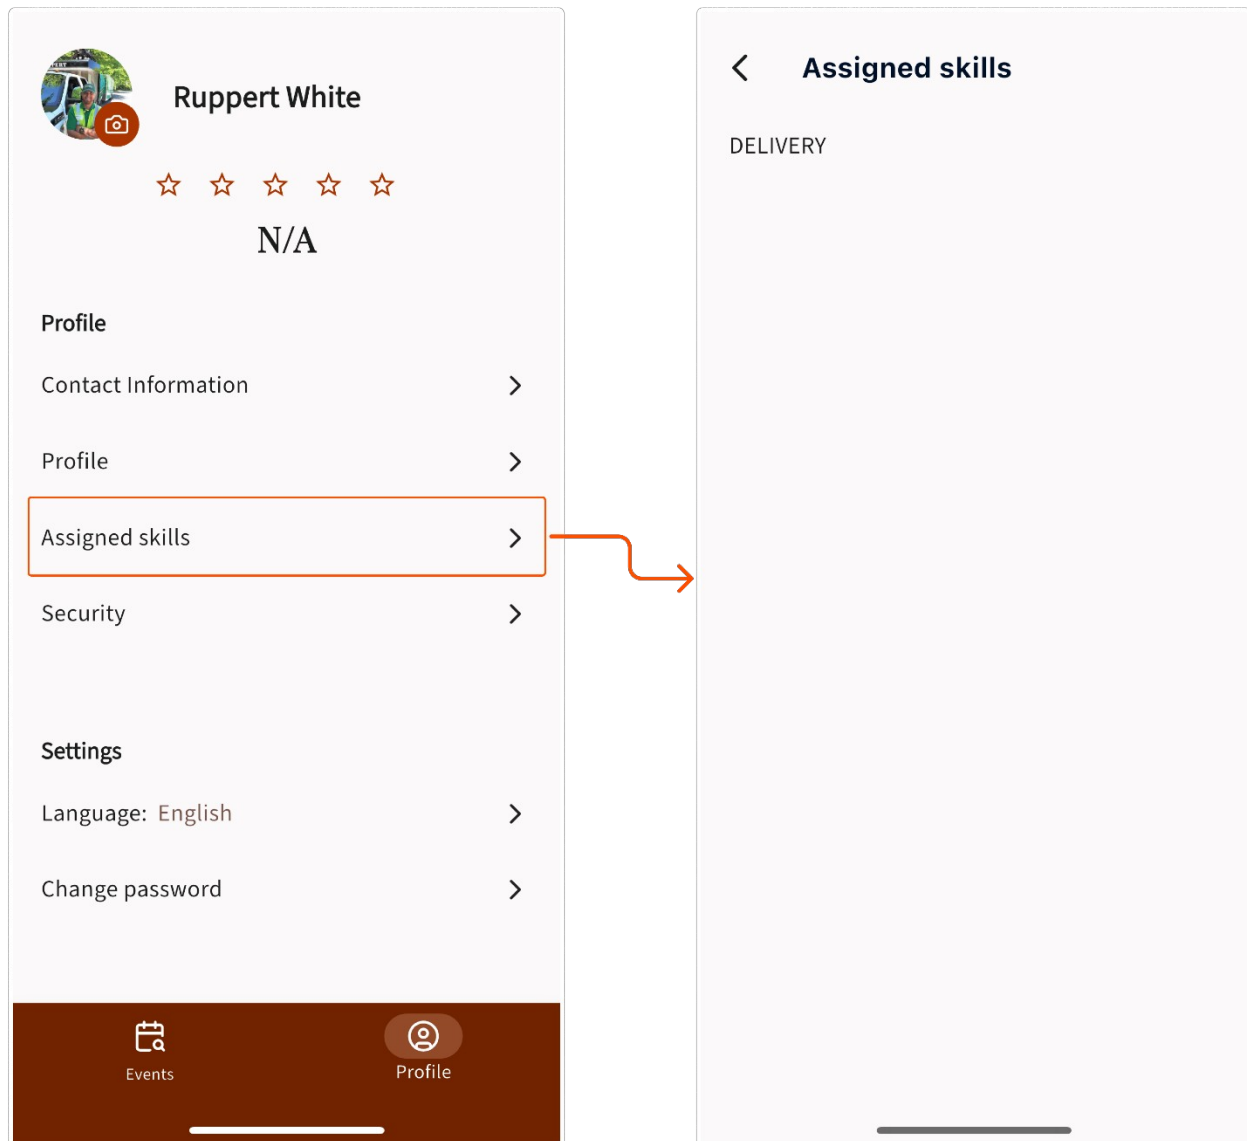 Ruppert White
N/A
Profile
Contact Information
Profile
Assigned skills
Security
Settings
Language: English
Change password
Events
Profile
Assigned skills
DELIVERY